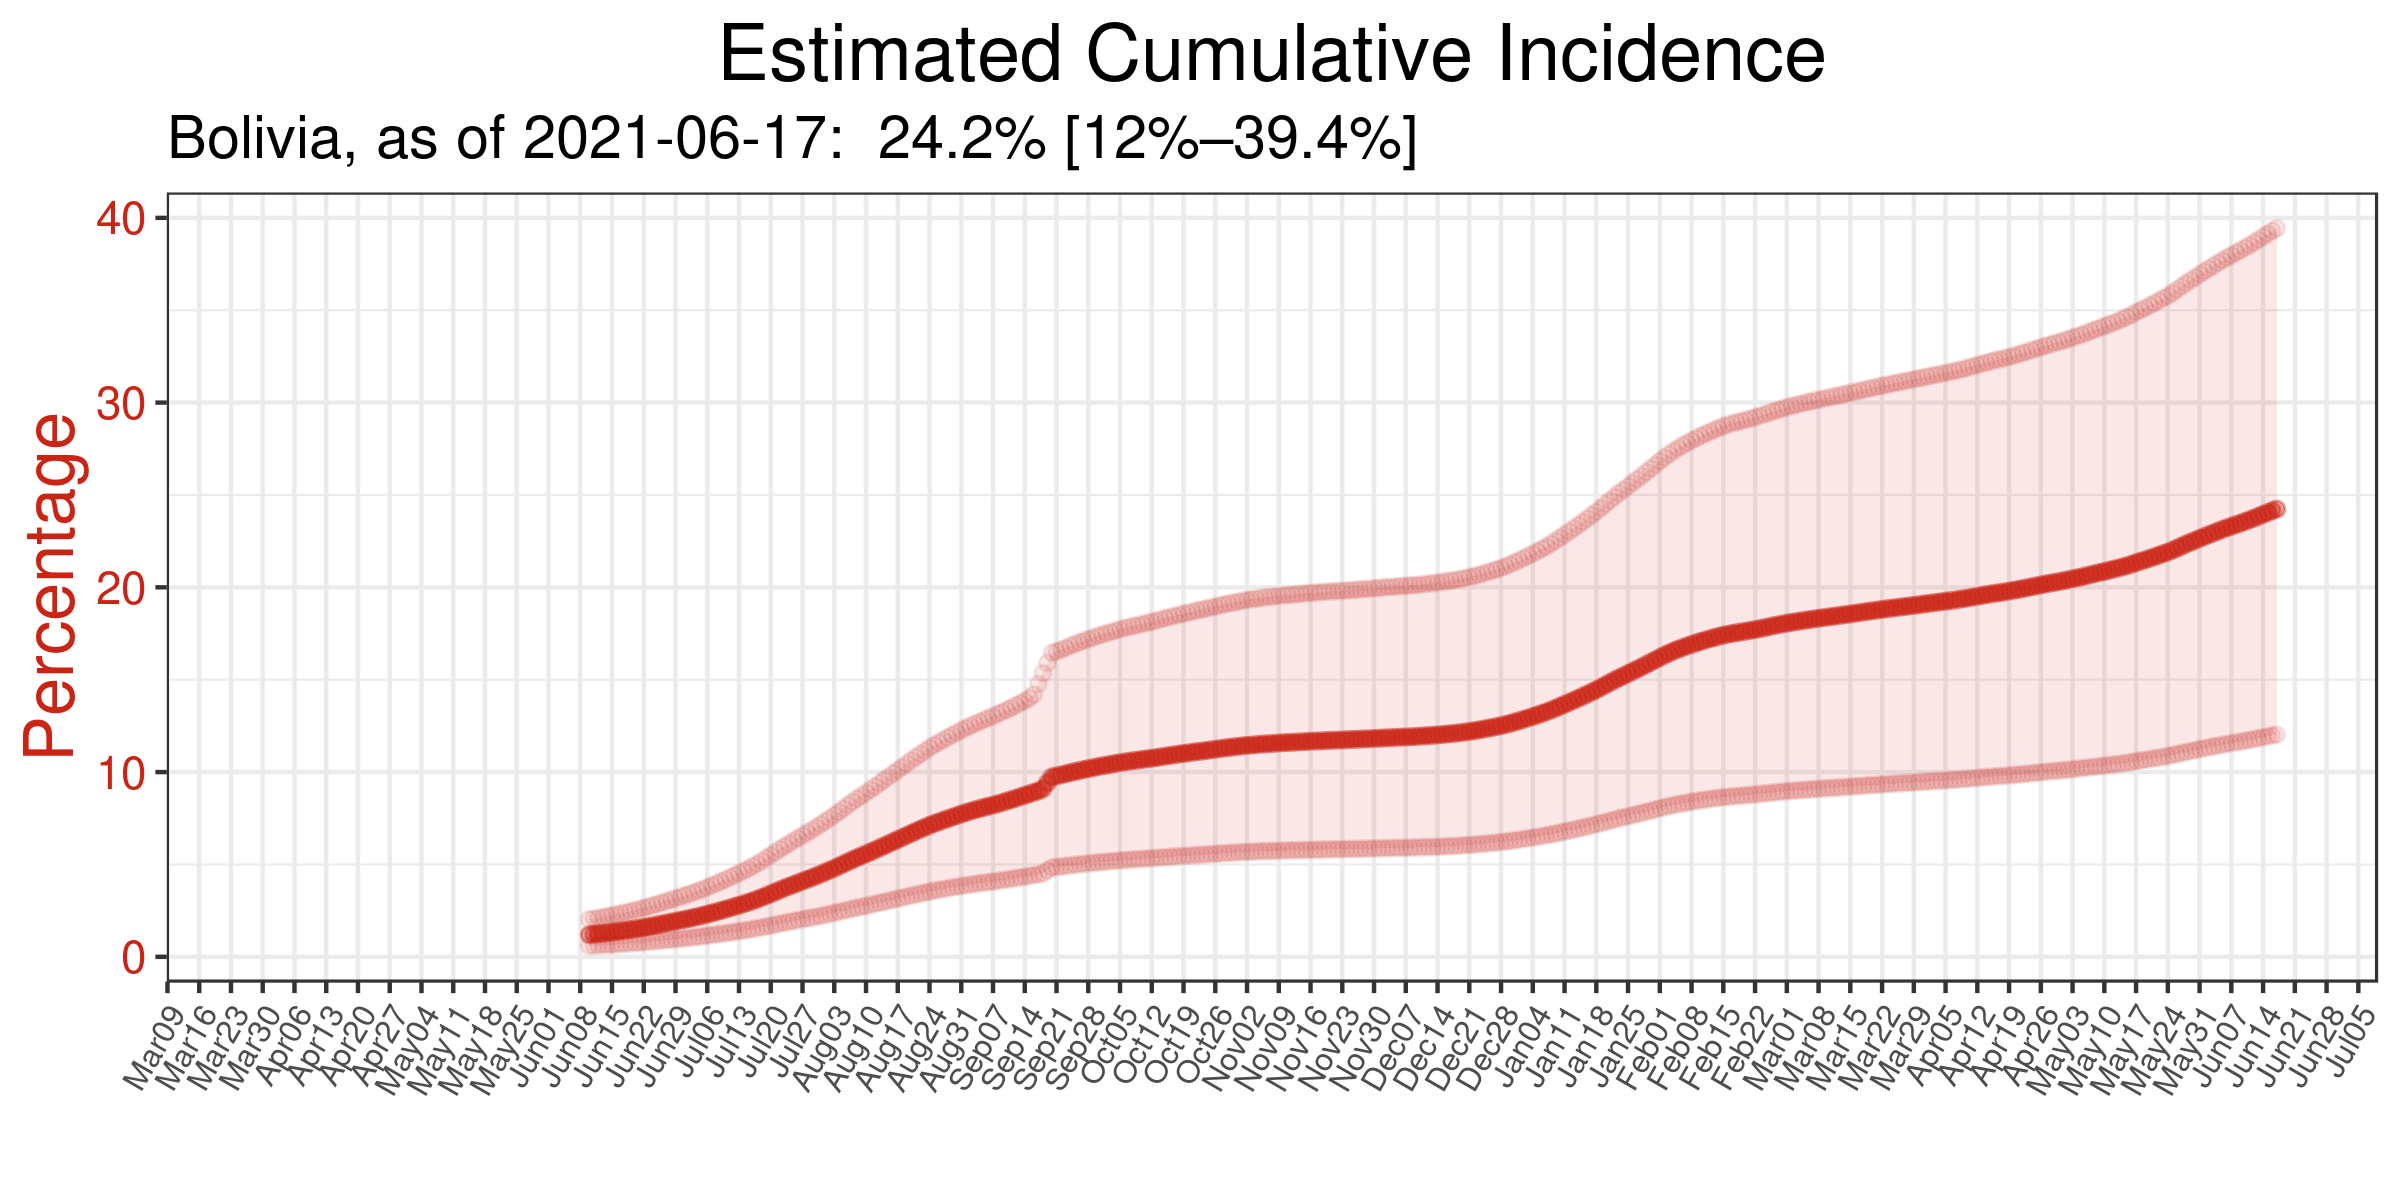 Estimated Cumulative Incidence
Bolivia, as of 2021-06-17: 24.2% [12%–39.4%]
Percentage
40
30
20
10
0
Mar09
Mar16
Mar23
Mar30
Apr06
Apr13
Apr20
Apr27
May04
May11
May18
May25
Jun01
Jun08
Jun15
Jun22
Jun29
Jul06
Jul13
Jul20
Jul27
Aug03
Aug10
Aug17
Aug24
Aug31
Sep07
Sep14
Sep21
Sep28
Oct05
Oct12
Oct19
Oct26
Nov02
Nov09
Nov16
Nov23
Nov30
Dec07
Dec14
Dec21
Dec28
Jan04
Jan11
Jan18
Jan25
Feb01
Feb08
Feb15
Feb22
Mar01
Mar08
Mar15
Mar22
Mar29
Apr05
Apr12
Apr19
Apr26
May03
May10
May17
May24
May31
Jun07
Jun14
Jun21
Jun28
Jul05